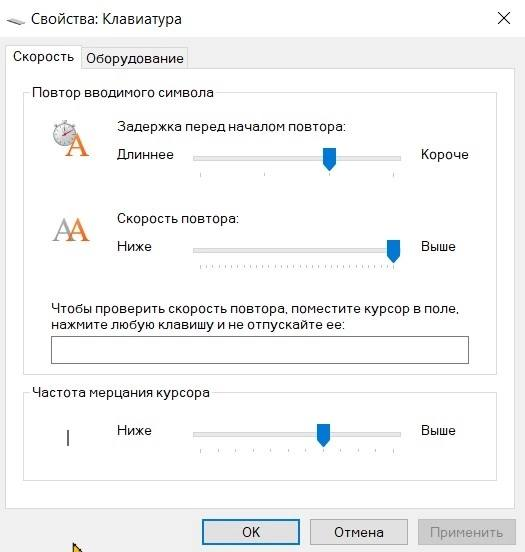 Свойства: Клавиатура
Скорость Оборудование
Повтор вводимого символа
Задержка перед началом повтора:
Длиннее Короче
Скорость повтора:
Ниже Выше
Чтобы проверить скорость повтора, поместите курсор в поле,
нажмите любую клавишу и не отпускайте ее:
Частота мерцания курсора
Ниже Выше
ОК Отмена Применить